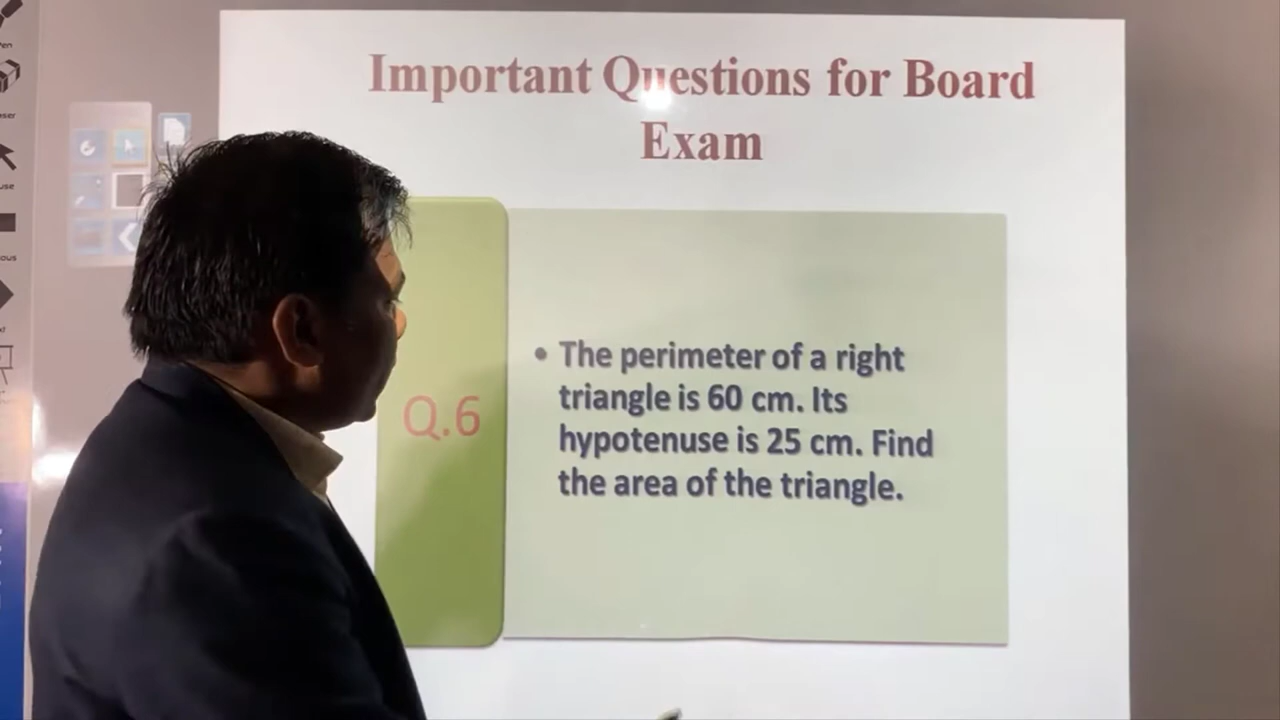 Important Questions for Board
Exam
Q.6
• The perimeter of a right
triangle is 60 cm. Its
hypotenuse is 25 cm. Find
the area of the triangle.